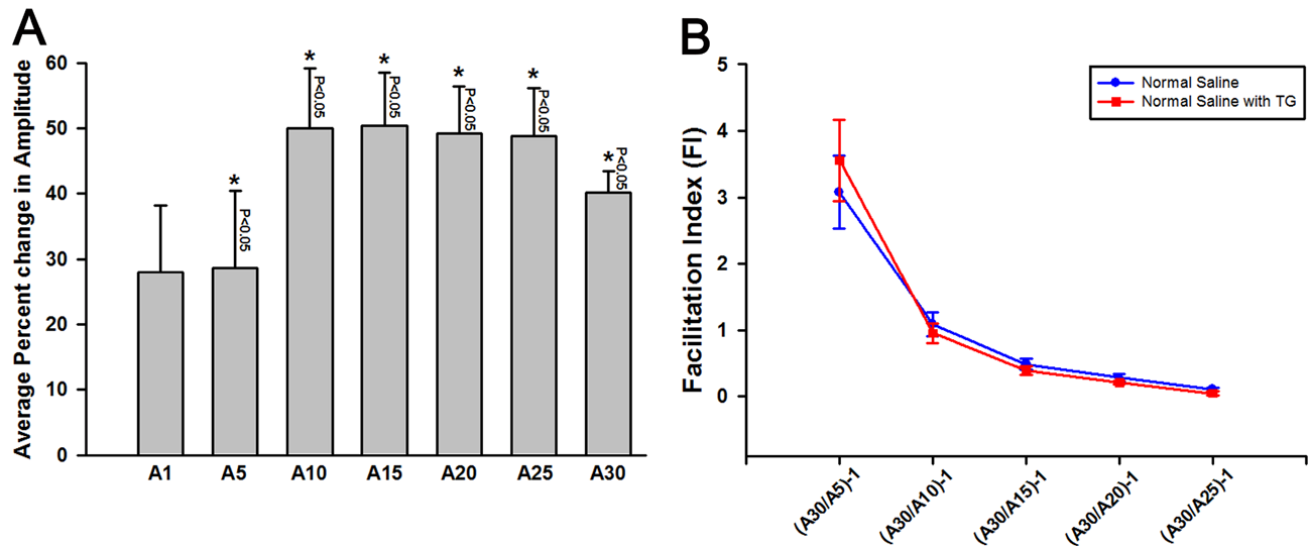 A
Average Percent change in Amplitude
60
50
40
30
20
10
0
*
P<0.05
*
P<0.05
*
P<0.05
*
P<0.05
*
P<0.05
*
P<0.05
A1 A5 A10 A15 A20 A25 A30
B
Facilitation Index (FI)
5
4
3
2
1
0
Normal Saline
Normal Saline with TG
(A30/A5)-1
(A30/A10)-1
(A30/A15)-1
(A30/A20)-1
(A30/A25)-1